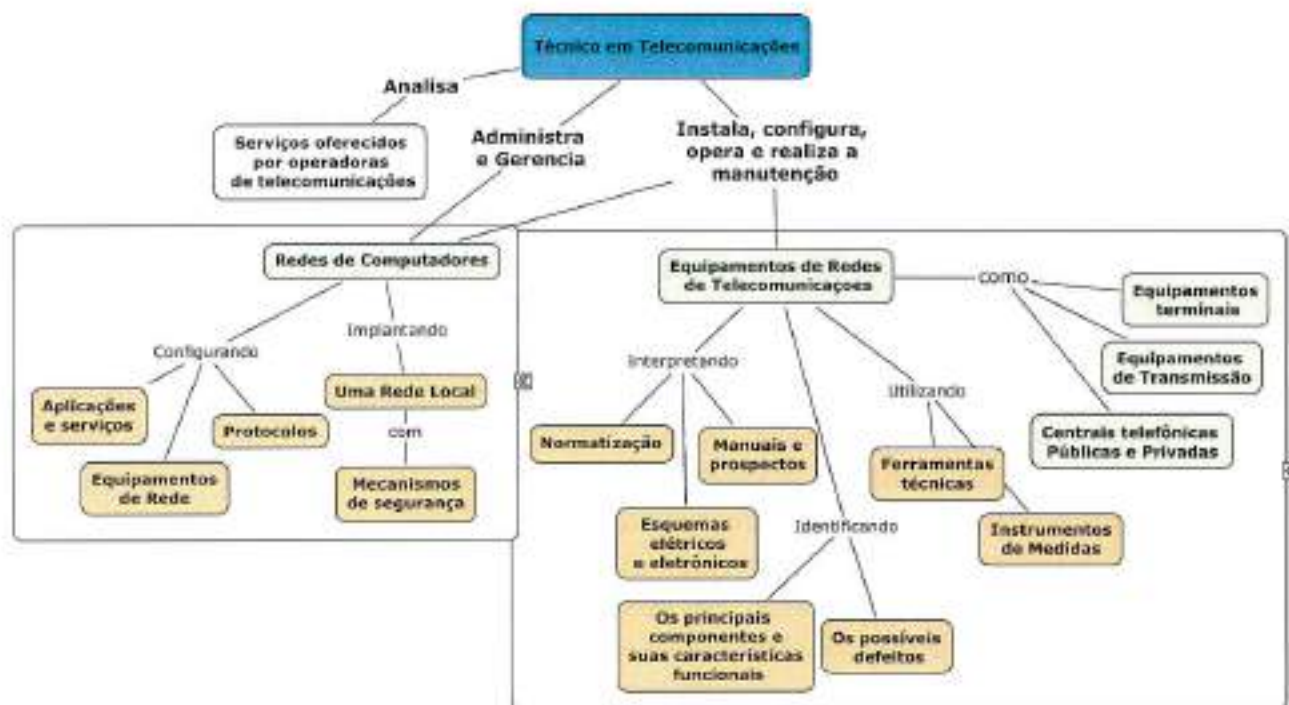 Técnico em Telecomunicações
Analisa
Serviços oferecidos
por operadoras
de telecomunicações
Administra
e Gerencia
Instala, configura,
opera e realiza a
manutenção
Redes de Computadores
Configurando
Aplicações
e serviços
Equipamentos
de Rede
Protocolos
Implantando
Uma Rede Local
com
Mecanismos
de segurança
Equipamentos de Redes
de Telecomunicaçoes
como
Equipamentos
terminais
Equipamentos
de Transmissão
Centrais telefônicas
Públicas e Privadas
Interpretando
Normatização
Esquemas
elétricos
e eletrônicos
Manuais e
prospectos
Identificando
Os principais
componentes e
suas características
funcionais
Os possíveis
defeitos
Utilizando
Ferramentas
técnicas
Instrumentos
de Medidas